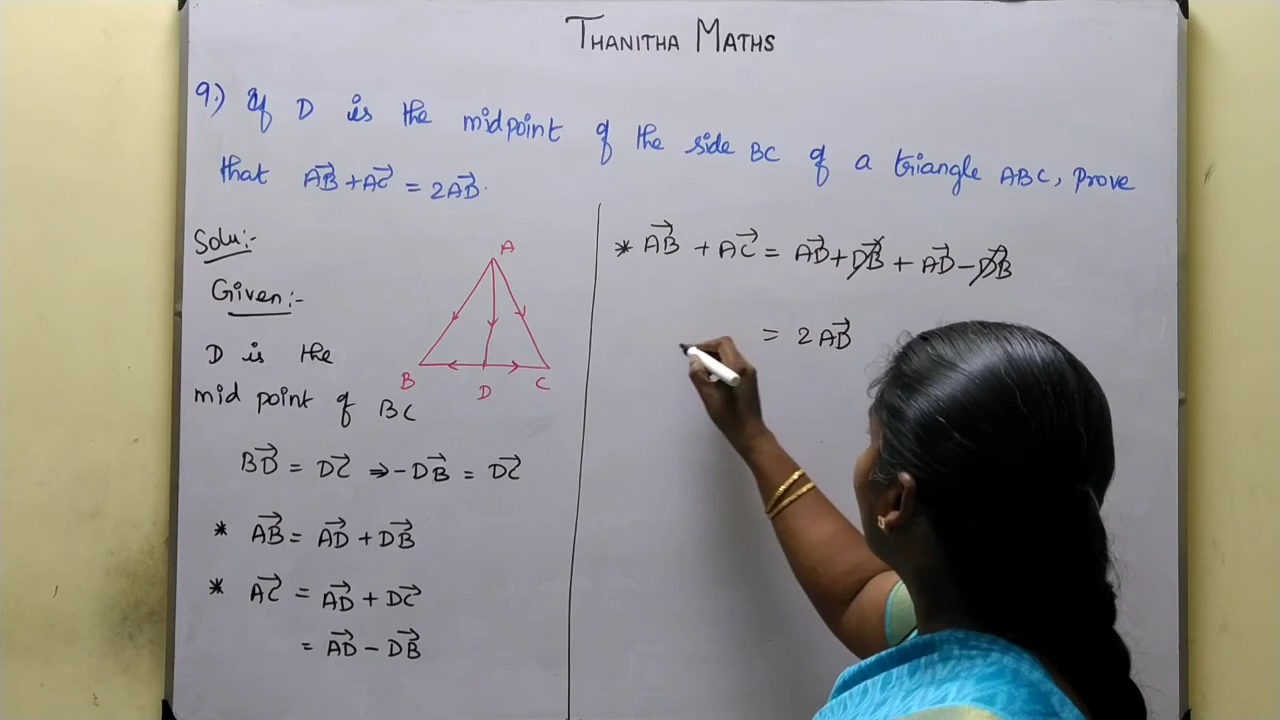 THANITHA MATHS
9.) If D is the midpoint of the side BC of a triangle ABC, prove
that AB⃗ + AC⃗ = 2AD⃗.
Solu:-
Given:-
D is the
mid point of BC
A
B
D
C
BD⃗ = DC⃗ ⇒ -DB⃗ = DC⃗
* AB⃗ = AD⃗ + DB⃗
* AC⃗ = AD⃗ + DC⃗
= AD⃗ - DB⃗
* AB⃗ + AC⃗ = AD⃗ + DB⃗ + AD⃗ - DB⃗
= 2AD⃗